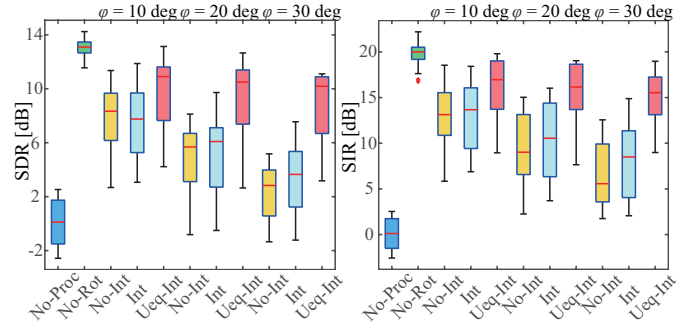 φ = 10 deg φ = 20 deg φ = 30 deg
14
10
6
2
-2
SDR [dB]
No-Proc
No-Rot
No-Int
Int
Ueq-Int
No-Int
Int
Ueq-Int
No-Int
Int
Ueq-Int
φ = 10 deg φ = 20 deg φ = 30 deg
20
15
10
5
0
SIR [dB]
No-Proc
No-Rot
No-Int
Int
Ueq-Int
No-Int
Int
Ueq-Int
No-Int
Int
Ueq-Int